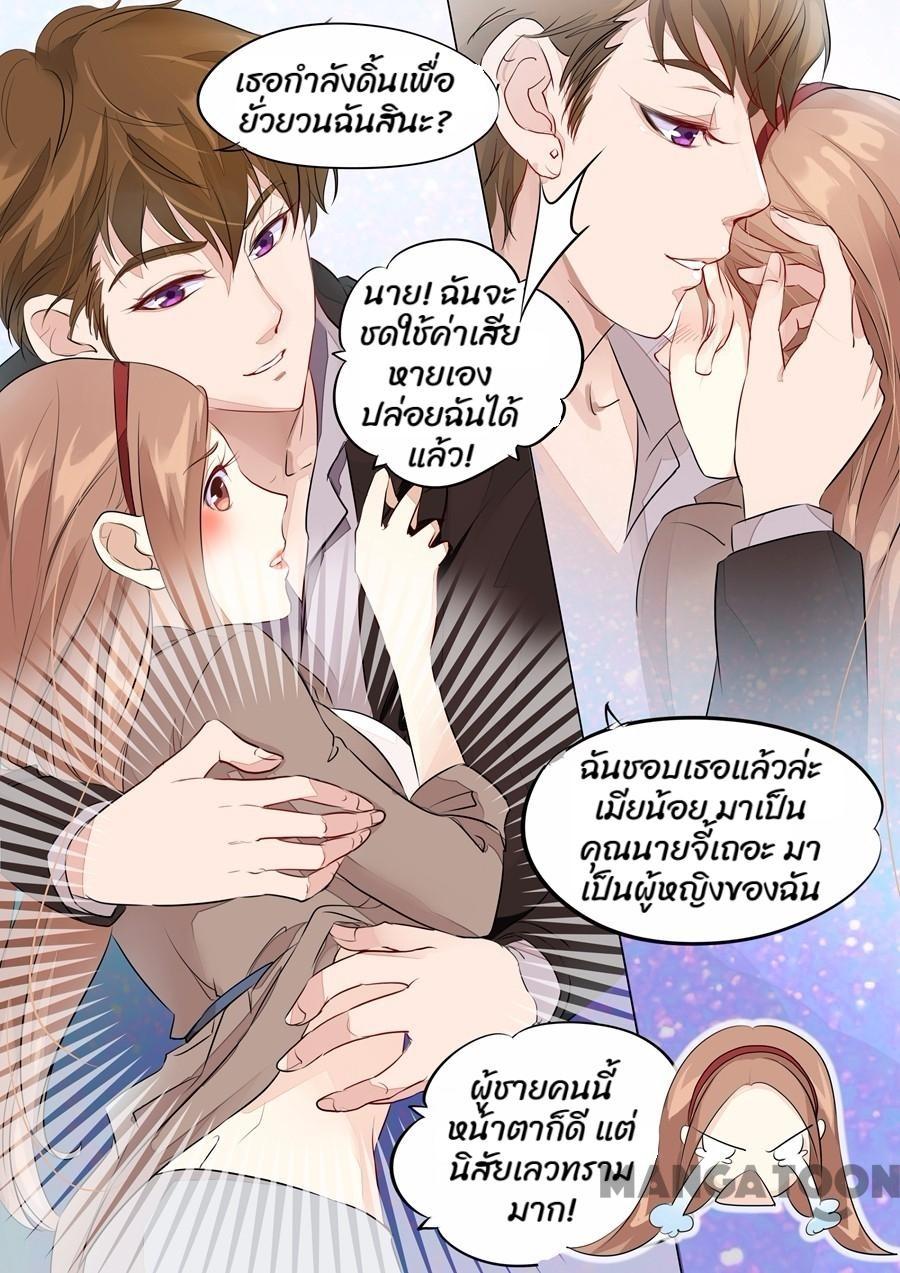 เธอกำลังดิ้นเพื่อ
ยั่วยวนฉันสินะ?
นาย! ฉันจะ
ชดใช้ค่าเสีย
หายเอง
ปล่อยฉันได้
แล้ว!
ฉันชอบเธอแล้วล่ะ
เมียน้อย มาเป็น
คุณนายจี้เถอะ มา
เป็นผู้หญิงของฉัน
ผู้ชายคนนี้
หน้าตาก็ดี แต่
นิสัยเลวทราม
มาก!
MANGATOON